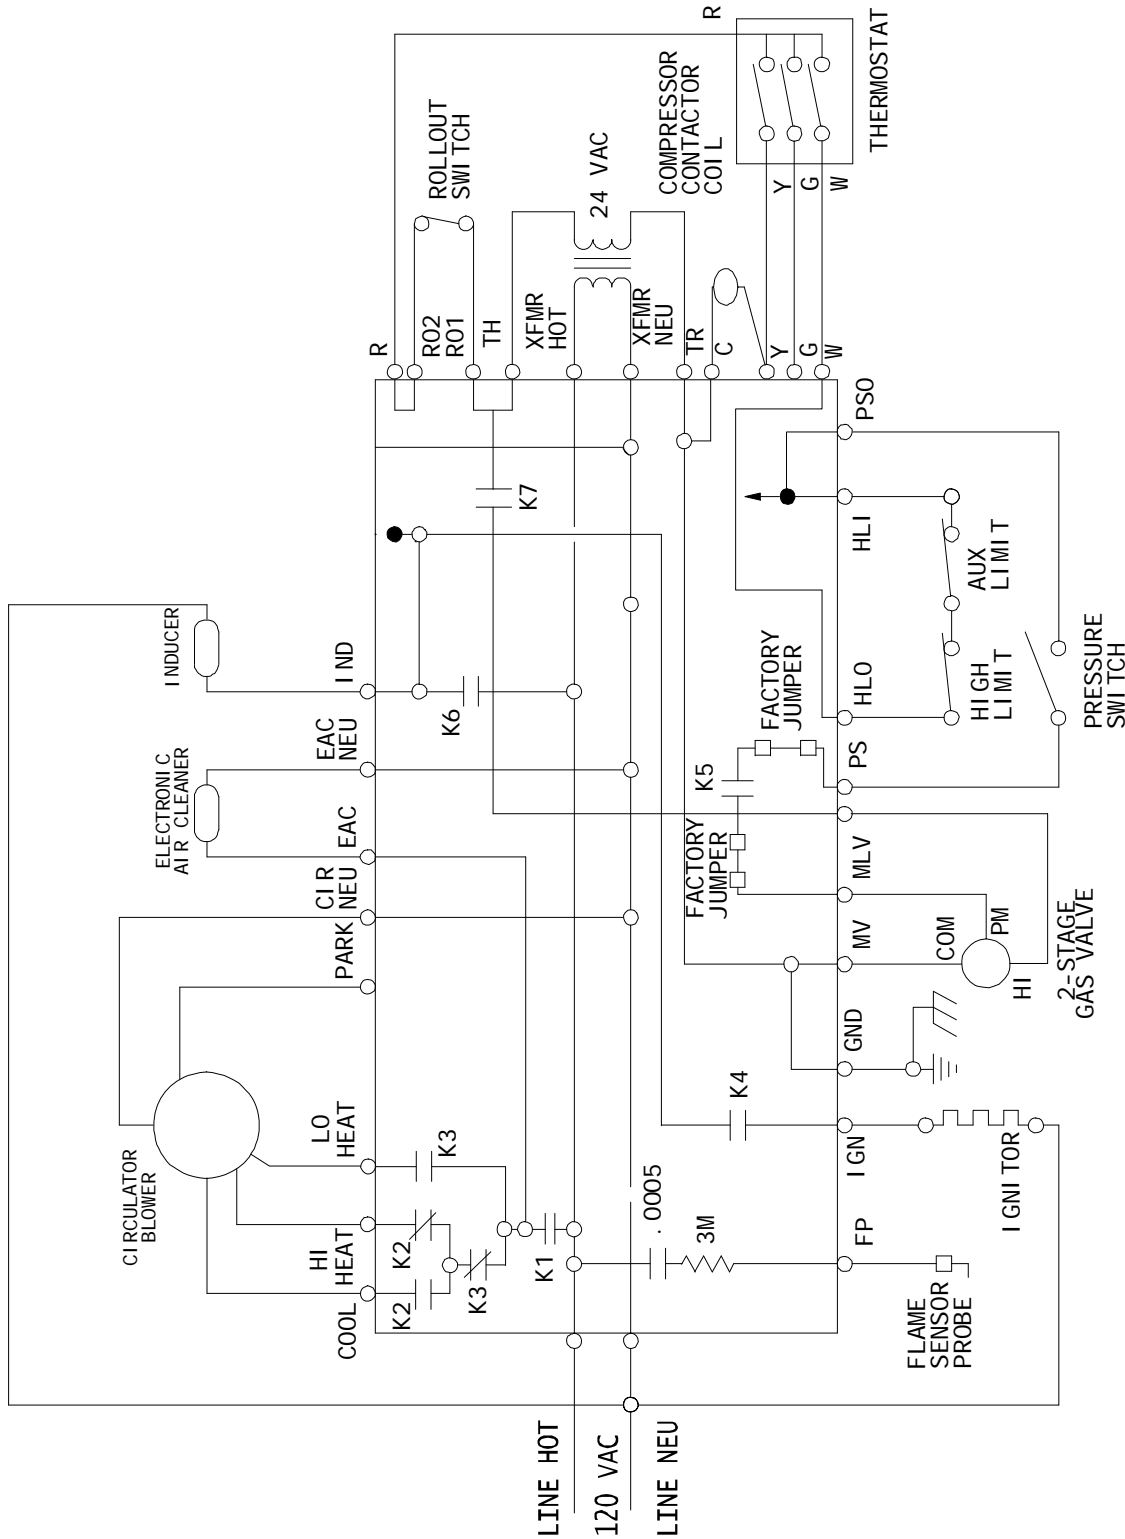 INDUCER
ELECTRONIC
AIR CLEANER
CIRCULATOR
BLOWER
COOL
HI
HEAT
LO
HEAT
PARK
CIR
NEU
EAC
EAC
NEU
IND
R
RO2
RO1
TH
XFMR
HOT
XFMR
NEU
TR
C
Y
G
W
ROLLOUT
SWITCH
24 VAC
COMPRESSOR
CONTACTOR
COIL
R
Y
G
W
THERMOSTAT
K2
K2
K3
K3
K1
K6
K7
K4
K5
.0005
3M
FACTORY
JUMPER
FACTORY
JUMPER
LINE HOT
120 VAC
LINE NEU
FP
IGN
GND
MV
MLV
PS
HLO
HLI
PSO
FLAME
SENSOR
PROBE
IGNITOR
COM
PM
HI
2-STAGE
GAS VALVE
HIGH
LIMIT
AUX
LIMIT
PRESSURE
SWITCH